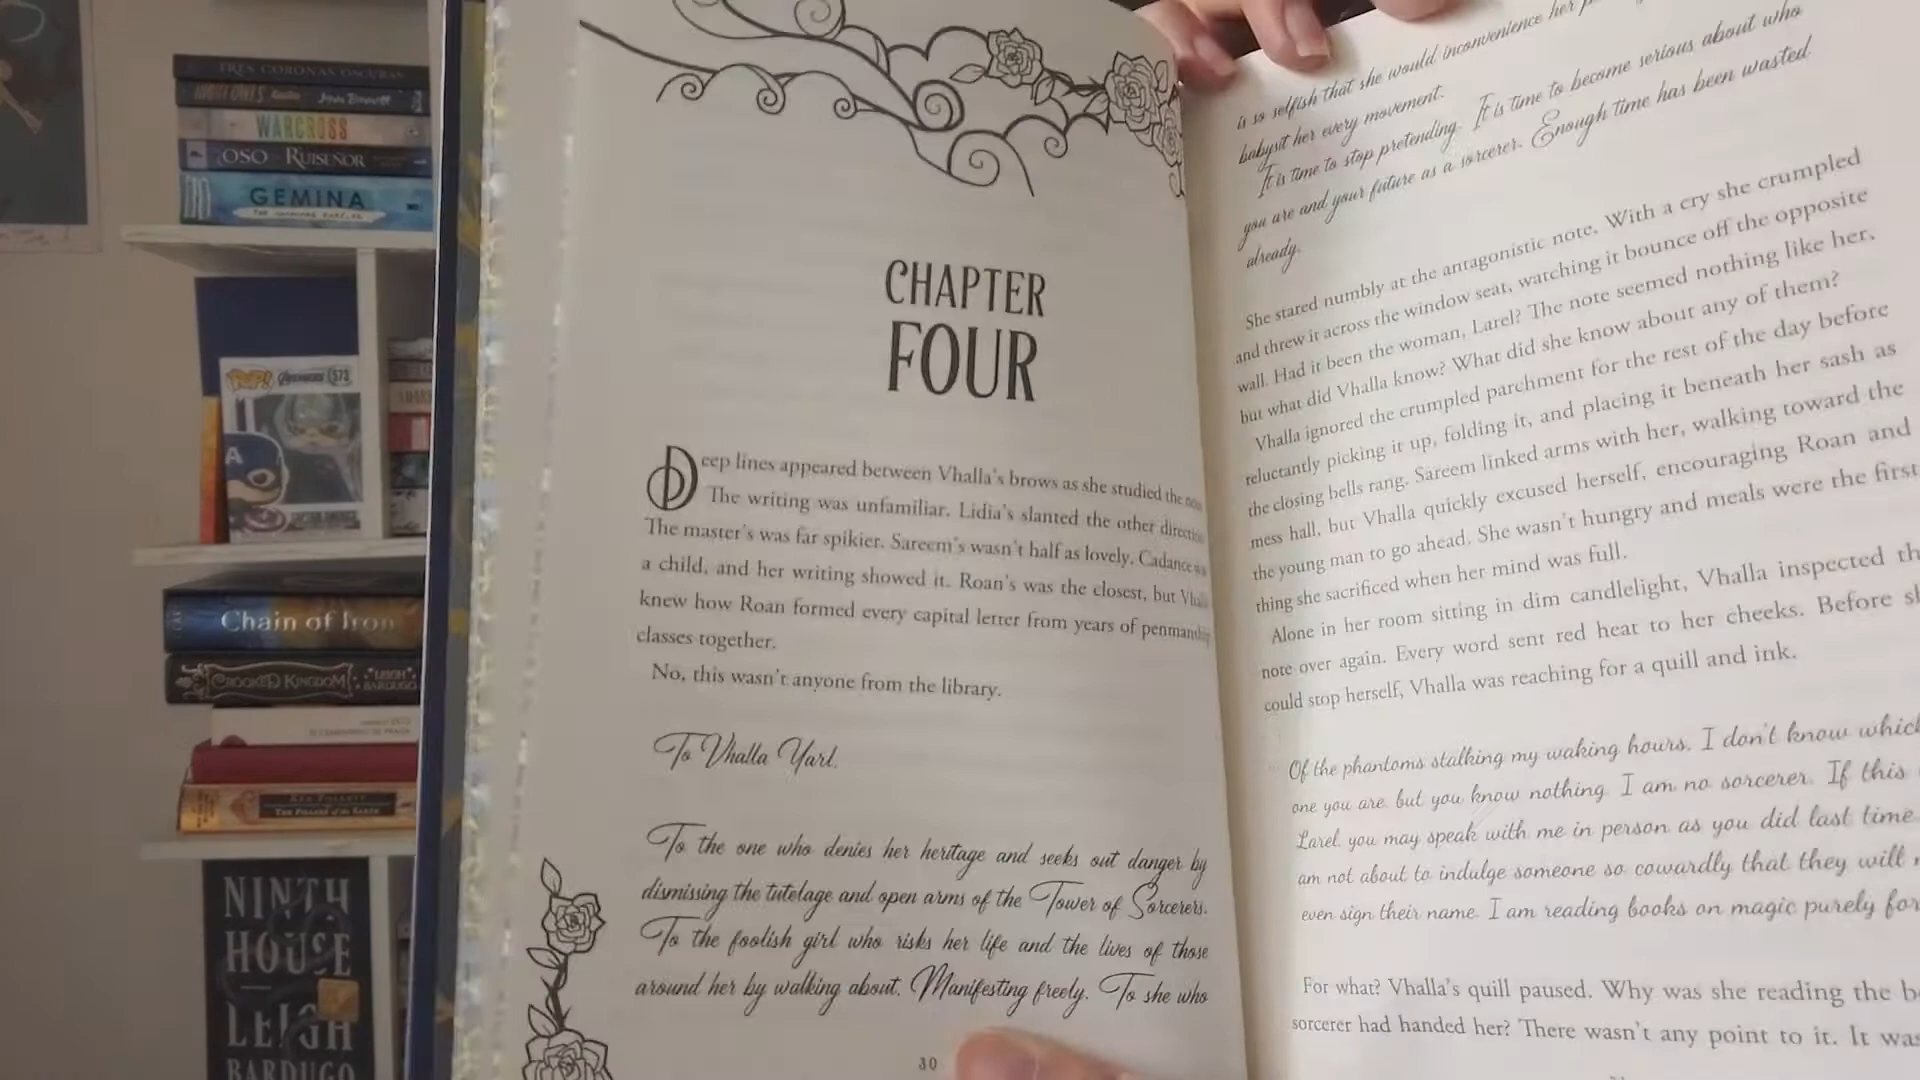 TRES CORONAS OSCURAS
WARCROSS
OSO RUISEÑOR
GEMINA
POP! AVENGERS 573
A
CAPTAIN AMERICA
Chain of Iron
CROOKED KINGDOM LEIGH BARDUGO
KEN FOLLETT
THE PILLARS of the EARTH
NINTH
HOUSE
LEIGH
BARDUGO
CHAPTER
FOUR
Deep lines appeared between Vhalla's brows as she studied the
The writing was unfamiliar. Lidia's slanted the other
The master's was far spikier. Sareem's wasn't half as lovely. Cadance
a child, and her writing showed it. Roan's was the closest, but
knew how Roan formed every capital letter from years of
classes together.
No, this wasn't anyone from the library.
To Vhalla Yarl,
To the one who denies her heritage and seeks out danger by
dismissing the tutelage and open arms of the Tower of Sorcerers.
To the foolish girl who risks her life and the lives of those
around her by walking about, Manifesting freely. To she who
30
is so selfish that she would inconvenience her
babysit her every movement.
It is time to stop pretending. It is time to become serious about who
you are and your future as a sorcerer. Enough time has been wasted
already.
She stared numbly at the antagonistic note. With a cry she crumpled
and threw it across the window seat, watching it bounce off the opposite
wall. Had it been the woman, Larel? The note seemed nothing like her,
but what did Vhalla know? What did she know about any of them?
Vhalla ignored the crumpled parchment for the rest of the day before
reluctantly picking it up, folding it, and placing it beneath her sash as
the closing bells rang. Sareem linked arms with her, walking toward the
mess hall, but Vhalla quickly excused herself, encouraging Roan and
the young man to go ahead. She wasn't hungry and meals were the first
thing she sacrificed when her mind was full.
Alone in her room sitting in dim candlelight, Vhalla inspected
note over again. Every word sent red heat to her cheeks. Before
could stop herself, Vhalla was reaching for a quill and ink.
Of the phantoms stalking my waking hours, I don't know which
one you are, but you know nothing. I am no sorcerer. If this
Larel, you may speak with me in person as you did last time.
am not about to indulge someone so cowardly that they will
even sign their name. I am reading books on magic purely for
For what? Vhalla's quill paused. Why was she reading the
sorcerer had handed her? There wasn't any point to it. It was